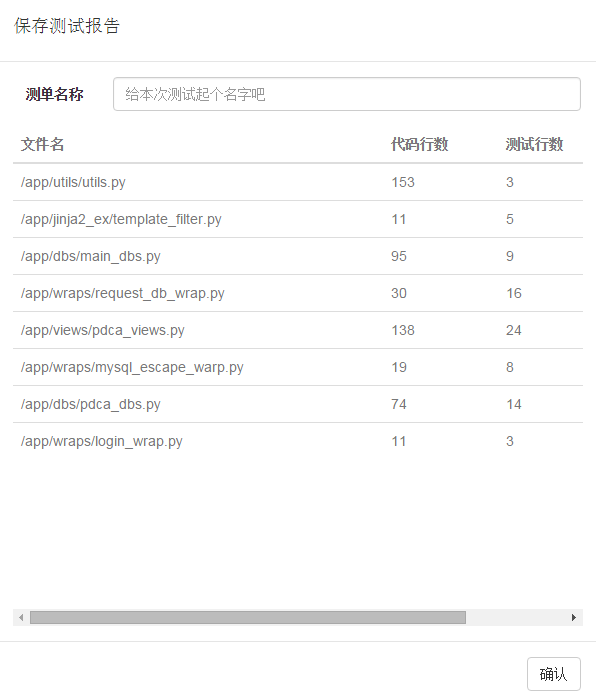 保存测试报告
测单名称 给本次测试起个名字吧
文件名 代码行数 测试行数
/app/utils/utils.py 153 3
/app/jinja2_ex/template_filter.py 11 5
/app/dbs/main_dbs.py 95 9
/app/wraps/request_db_wrap.py 30 16
/app/views/pdca_views.py 138 24
/app/wraps/mysql_escape_warp.py 19 8
/app/dbs/pdca_dbs.py 74 14
/app/wraps/login_wrap.py 11 3
确认